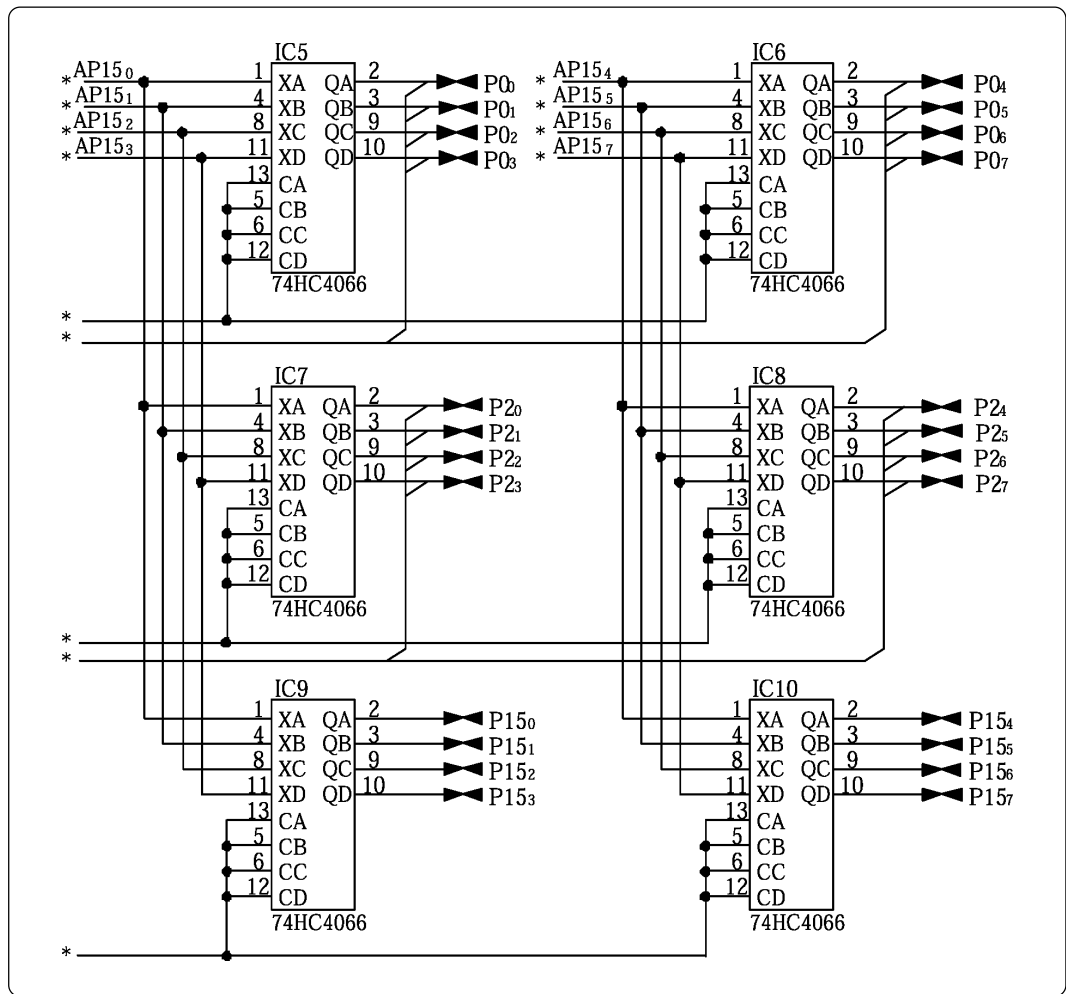 IC5
* AP15₀ 1 XA QA 2 P0₀
* AP15₁ 4 XB QB 3 P0₁
* AP15₂ 8 XC QC 9 P0₂
* AP15₃ 11 XD QD 10 P0₃
13 CA
5 CB
6 CC
12 CD
74HC4066
IC6
* AP15₄ 1 XA QA 2 P0₄
* AP15₅ 4 XB QB 3 P0₅
* AP15₆ 8 XC QC 9 P0₆
* AP15₇ 11 XD QD 10 P0₇
13 CA
5 CB
6 CC
12 CD
74HC4066
*
*
IC7
1 XA QA 2 P2₀
4 XB QB 3 P2₁
8 XC QC 9 P2₂
11 XD QD 10 P2₃
13 CA
5 CB
6 CC
12 CD
74HC4066
IC8
1 XA QA 2 P2₄
4 XB QB 3 P2₅
8 XC QC 9 P2₆
11 XD QD 10 P2₇
13 CA
5 CB
6 CC
12 CD
74HC4066
*
*
IC9
1 XA QA 2 P15₀
4 XB QB 3 P15₁
8 XC QC 9 P15₂
11 XD QD 10 P15₃
13 CA
5 CB
6 CC
12 CD
74HC4066
IC10
1 XA QA 2 P15₄
4 XB QB 3 P15₅
8 XC QC 9 P15₆
11 XD QD 10 P15₇
13 CA
5 CB
6 CC
12 CD
74HC4066
*